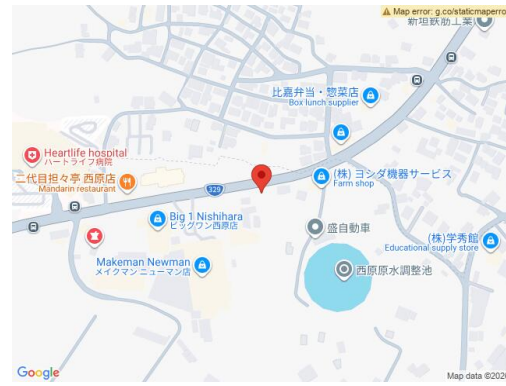 Map error: g.co/staticmaperro
新垣鉄筋工業
比嘉弁当・惣菜店
Box lunch supplier
Heartlife hospital
ハートライフ病院
二代目担々亭 西原店
Mandarin restaurant
329
(株) ヨシダ機器サービス
Farm shop
Big 1 Nishihara
ビッグワン西原店
盛自動車
(株)学秀館
Educational supply store
Makeman Newman
メイクマン ニューマン店
西原原水調整池
Google
Map data ©2026